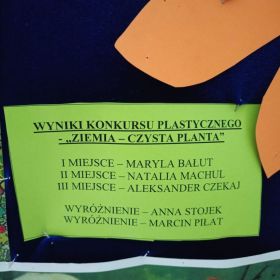 WYNIKI KONKURSU PLASTYCZNEGO
- „ZIEMIA – CZYSTA PLANTA”
I MIEJSCE – MARYLA BALUT
II MIEJSCE – NATALIA MACHUL
III MIEJSCE – ALEKSANDER CZEKAJ
WYRÓŻNIENIE – ANNA STOJEK
WYRÓŻNIENIE – MARCIN PIŁAT